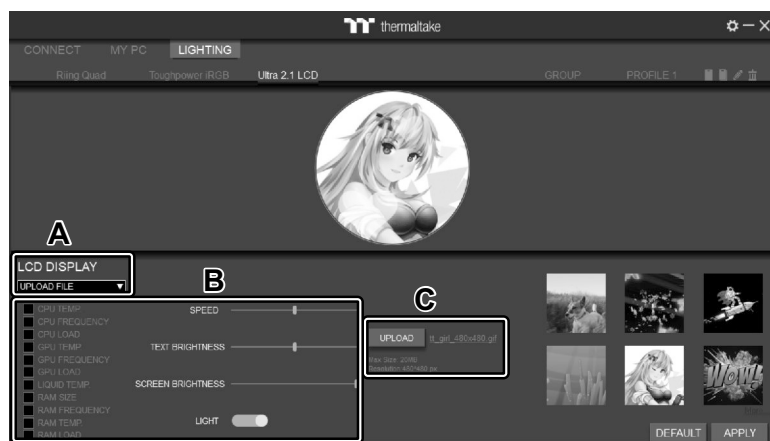 thermaltake
CONNECT MY PC LIGHTING
Riing Quad Toughpower iRGB Ultra 2.1 LCD GROUP PROFILE 1
A
LCD DISPLAY
UPLOAD FILE
B
CPU TEMP
CPU FREQUENCY
CPU LOAD
GPU TEMP
GPU FREQUENCY
GPU LOAD
LIQUID TEMP
RAM SIZE
RAM FREQUENCY
RAM TEMP
RAM LOAD
SPEED
TEXT BRIGHTNESS
SCREEN BRIGHTNESS
LIGHT
C
UPLOAD tt_girl_480x480.gif
Max Size: 20MB
Resolution 480*480 px
WOW!
DEFAULT APPLY